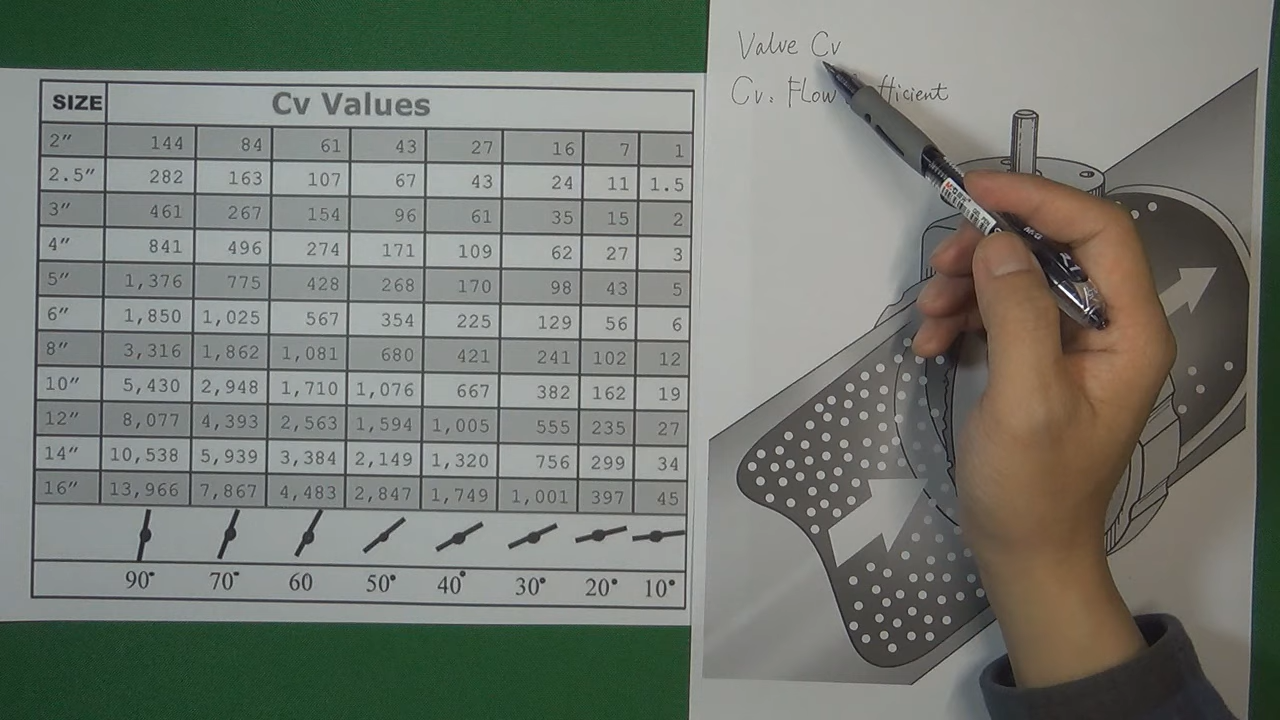 SIZE Cv Values
2" 144 84 61 43 27 16 7 1
2.5" 282 163 107 67 43 24 11 1.5
3" 461 267 154 96 61 35 15 2
4" 841 496 274 171 109 62 27 3
5" 1,376 775 428 268 170 98 43 5
6" 1,850 1,025 567 354 225 129 56 6
8" 3,316 1,862 1,081 680 421 241 102 12
10" 5,430 2,948 1,710 1,076 667 382 162 19
12" 8,077 4,393 2,563 1,594 1,005 555 235 27
14" 10,538 5,939 3,384 2,149 1,320 756 299 34
16" 13,966 7,867 4,483 2,847 1,749 1,001 397 45
90° 70° 60 50° 40° 30° 20° 10°
Valve Cv
Cv. Flow